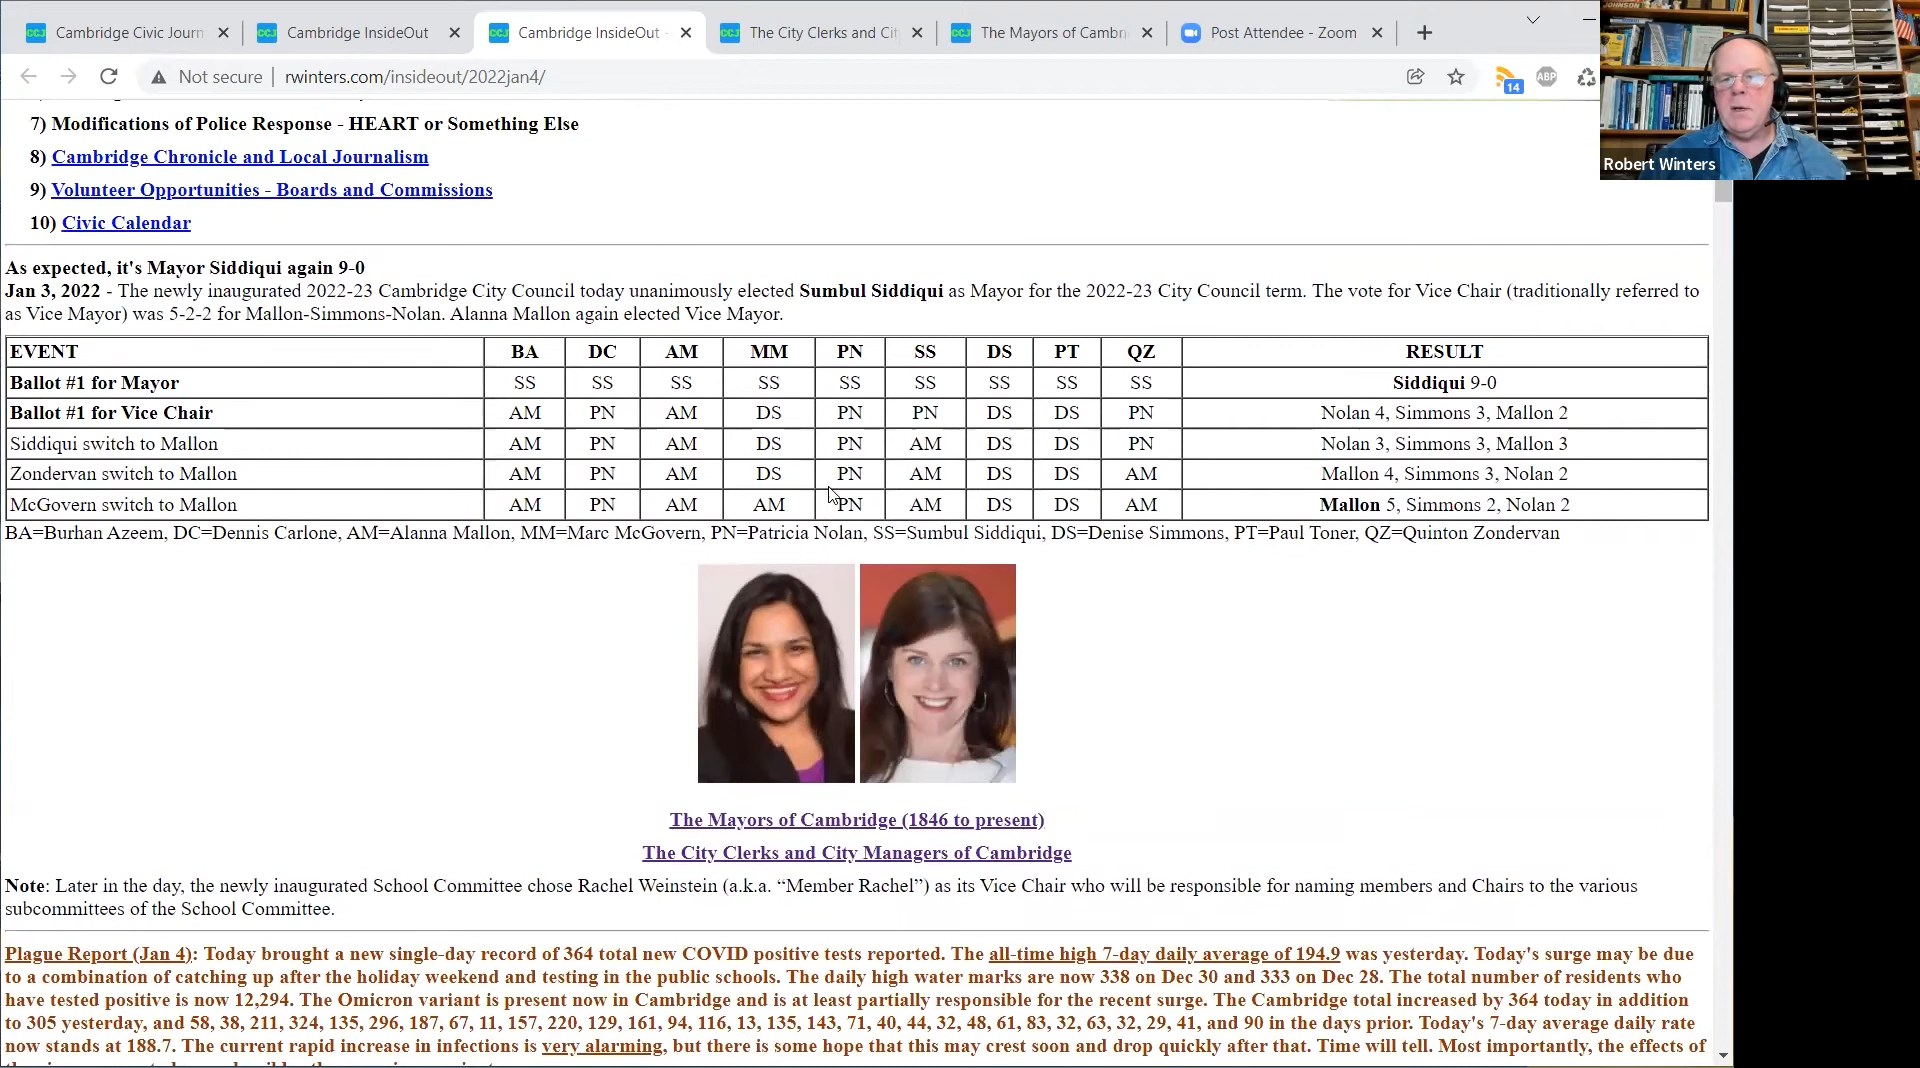 Cambridge Civic Journ
Cambridge InsideOut
Cambridge InsideOut -
The City Clerks and Cit
The Mayors of Cambri
Post Attendee - Zoom
Not secure | rwinters.com/insideout/2022jan4/
14
ABP
Robert Winters
7) Modifications of Police Response - HEART or Something Else
8) Cambridge Chronicle and Local Journalism
9) Volunteer Opportunities - Boards and Commissions
10) Civic Calendar
As expected, it's Mayor Siddiqui again 9-0
Jan 3, 2022 - The newly inaugurated 2022-23 Cambridge City Council today unanimously elected Sumbul Siddiqui as Mayor for the 2022-23 City Council term. The vote for Vice Chair (traditionally referred to
as Vice Mayor) was 5-2-2 for Mallon-Simmons-Nolan. Alanna Mallon again elected Vice Mayor.
EVENT BA DC AM MM PN SS DS PT QZ RESULT
Ballot #1 for Mayor SS SS SS SS SS SS SS SS SS Siddiqui 9-0
Ballot #1 for Vice Chair AM PN AM DS PN PN DS DS PN Nolan 4, Simmons 3, Mallon 2
Siddiqui switch to Mallon AM PN AM DS PN AM DS DS PN Nolan 3, Simmons 3, Mallon 3
Zondervan switch to Mallon AM PN AM DS PN AM DS DS AM Mallon 4, Simmons 3, Nolan 2
McGovern switch to Mallon AM PN AM AM PN AM DS DS AM Mallon 5, Simmons 2, Nolan 2
BA=Burhan Azeem, DC=Dennis Carlone, AM=Alanna Mallon, MM=Marc McGovern, PN=Patricia Nolan, SS=Sumbul Siddiqui, DS=Denise Simmons, PT=Paul Toner, QZ=Quinton Zondervan
The Mayors of Cambridge (1846 to present)
The City Clerks and City Managers of Cambridge
Note: Later in the day, the newly inaugurated School Committee chose Rachel Weinstein (a.k.a. “Member Rachel”) as its Vice Chair who will be responsible for naming members and Chairs to the various
subcommittees of the School Committee.
Plague Report (Jan 4): Today brought a new single-day record of 364 total new COVID positive tests reported. The all-time high 7-day daily average of 194.9 was yesterday. Today's surge may be due
to a combination of catching up after the holiday weekend and testing in the public schools. The daily high water marks are now 338 on Dec 30 and 333 on Dec 28. The total number of residents who
have tested positive is now 12,294. The Omicron variant is present now in Cambridge and is at least partially responsible for the recent surge. The Cambridge total increased by 364 today in addition
to 305 yesterday, and 58, 38, 211, 324, 135, 296, 187, 67, 11, 157, 220, 129, 161, 94, 116, 13, 135, 143, 71, 40, 44, 32, 48, 61, 83, 32, 63, 32, 29, 41, and 90 in the days prior. Today's 7-day average daily rate
now stands at 188.7. The current rapid increase in infections is very alarming, but there is some hope that this may crest soon and drop quickly after that. Time will tell. Most importantly, the effects of